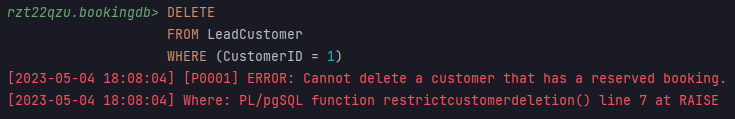 rzt22qzu.bookingdb> DELETE
FROM LeadCustomer
WHERE (CustomerID = 1)
[2023-05-04 18:08:04] [P0001] ERROR: Cannot delete a customer that has a reserved booking.
[2023-05-04 18:08:04] Where: PL/pgSQL function restrictcustomerdeletion() line 7 at RAISE